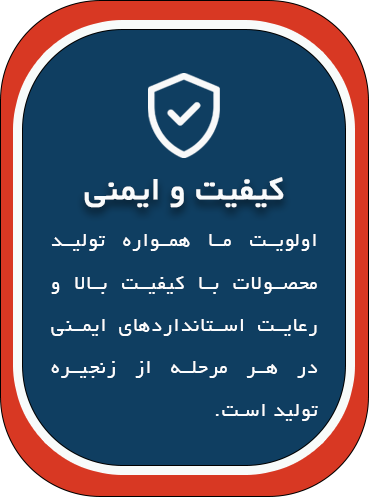 کیفیت و ایمنی
اولویت ما همواره تولید
محصولات با کیفیت بالا و
رعایت استانداردهای ایمنی
در هر مرحله از زنجیره
تولید است.